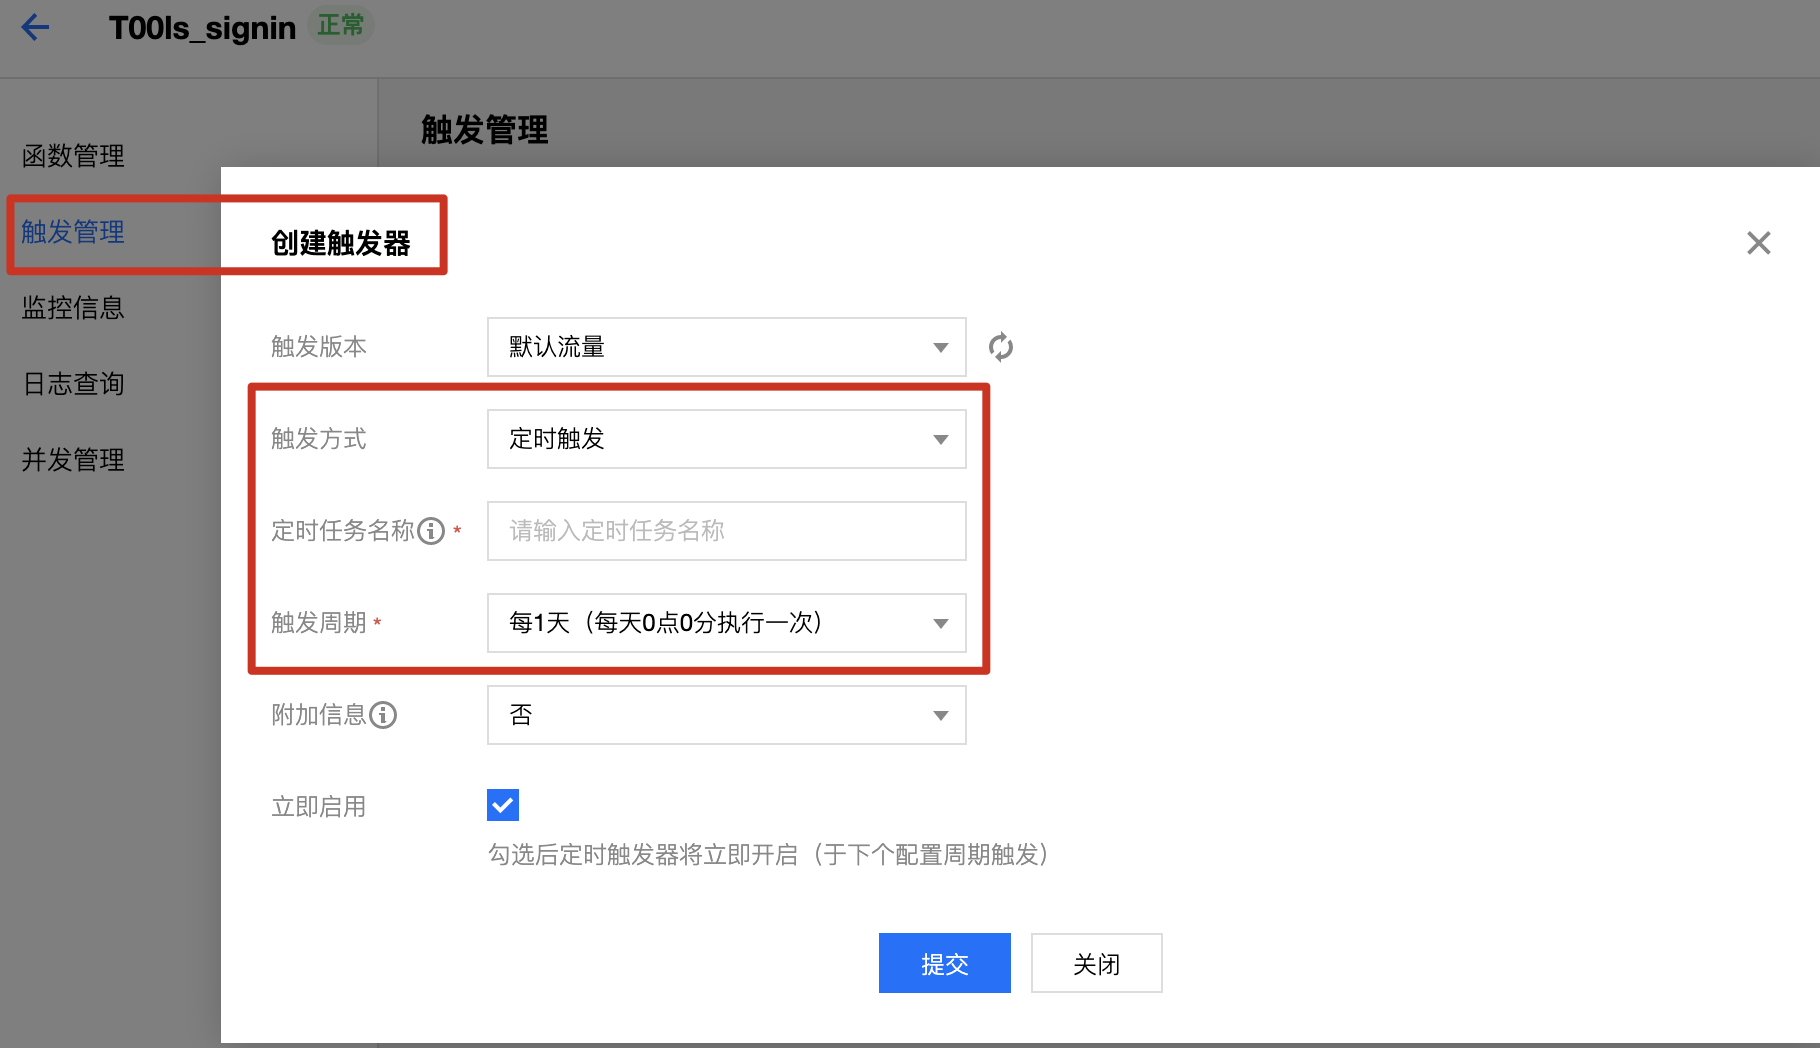 T00ls_signin 正常
函数管理
触发管理
监控信息
日志查询
并发管理
触发管理
创建触发器
触发版本 默认流量
触发方式 定时触发
定时任务名称 * 请输入定时任务名称
触发周期 * 每1天（每天0点0分执行一次）
附加信息 否
立即启用
勾选后定时触发器将立即开启（于下个配置周期触发）
提交 关闭